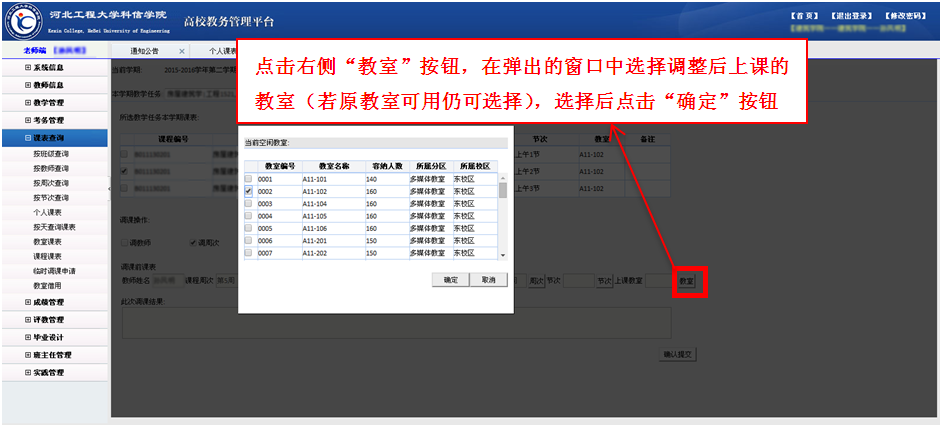 河北工程大学科信学院
Kexin College, HeBei University of Engineering
高校教务管理平台
【首 页】 【退出登录】 【修改密码】
老师端
通知公告 × 个人课表
点击右侧“教室”按钮，在弹出的窗口中选择调整后上课的
教室（若原教室可用仍可选择），选择后点击“确定”按钮
系统信息
教师信息
教学管理
考务管理
课表查询
按班级查询
按教师查询
按周次查询
按节次查询
个人课表
按天查询课表
教室课表
课程课表
临时调课申请
教室借用
成绩管理
评教管理
毕业设计
班主任管理
实践管理
当前学期: 2015-2016学年第二学期
本学期教学任务:
所选教学任务本学期课表:
课程编号 节次 教室 备注
上午1节 A11-102
上午2节 A11-102
上午3节 A11-102
当前空闲教室:
教室编号 教室名称 容纳人数 所属分区 所属校区
0001 A11-101 140 多媒体教室 东校区
0002 A11-102 160 多媒体教室 东校区
0003 A11-104 160 多媒体教室 东校区
0004 A11-105 160 多媒体教室 东校区
0005 A11-106 160 多媒体教室 东校区
0006 A11-201 150 多媒体教室 东校区
0007 A11-202 150 多媒体教室 东校区
确定 取消
调课操作:
调教师 调周次
调课前课表
教师姓名 课程周次 第5周 周次 节次 节次 上课教室 教室
此次调课结果:
确认提交